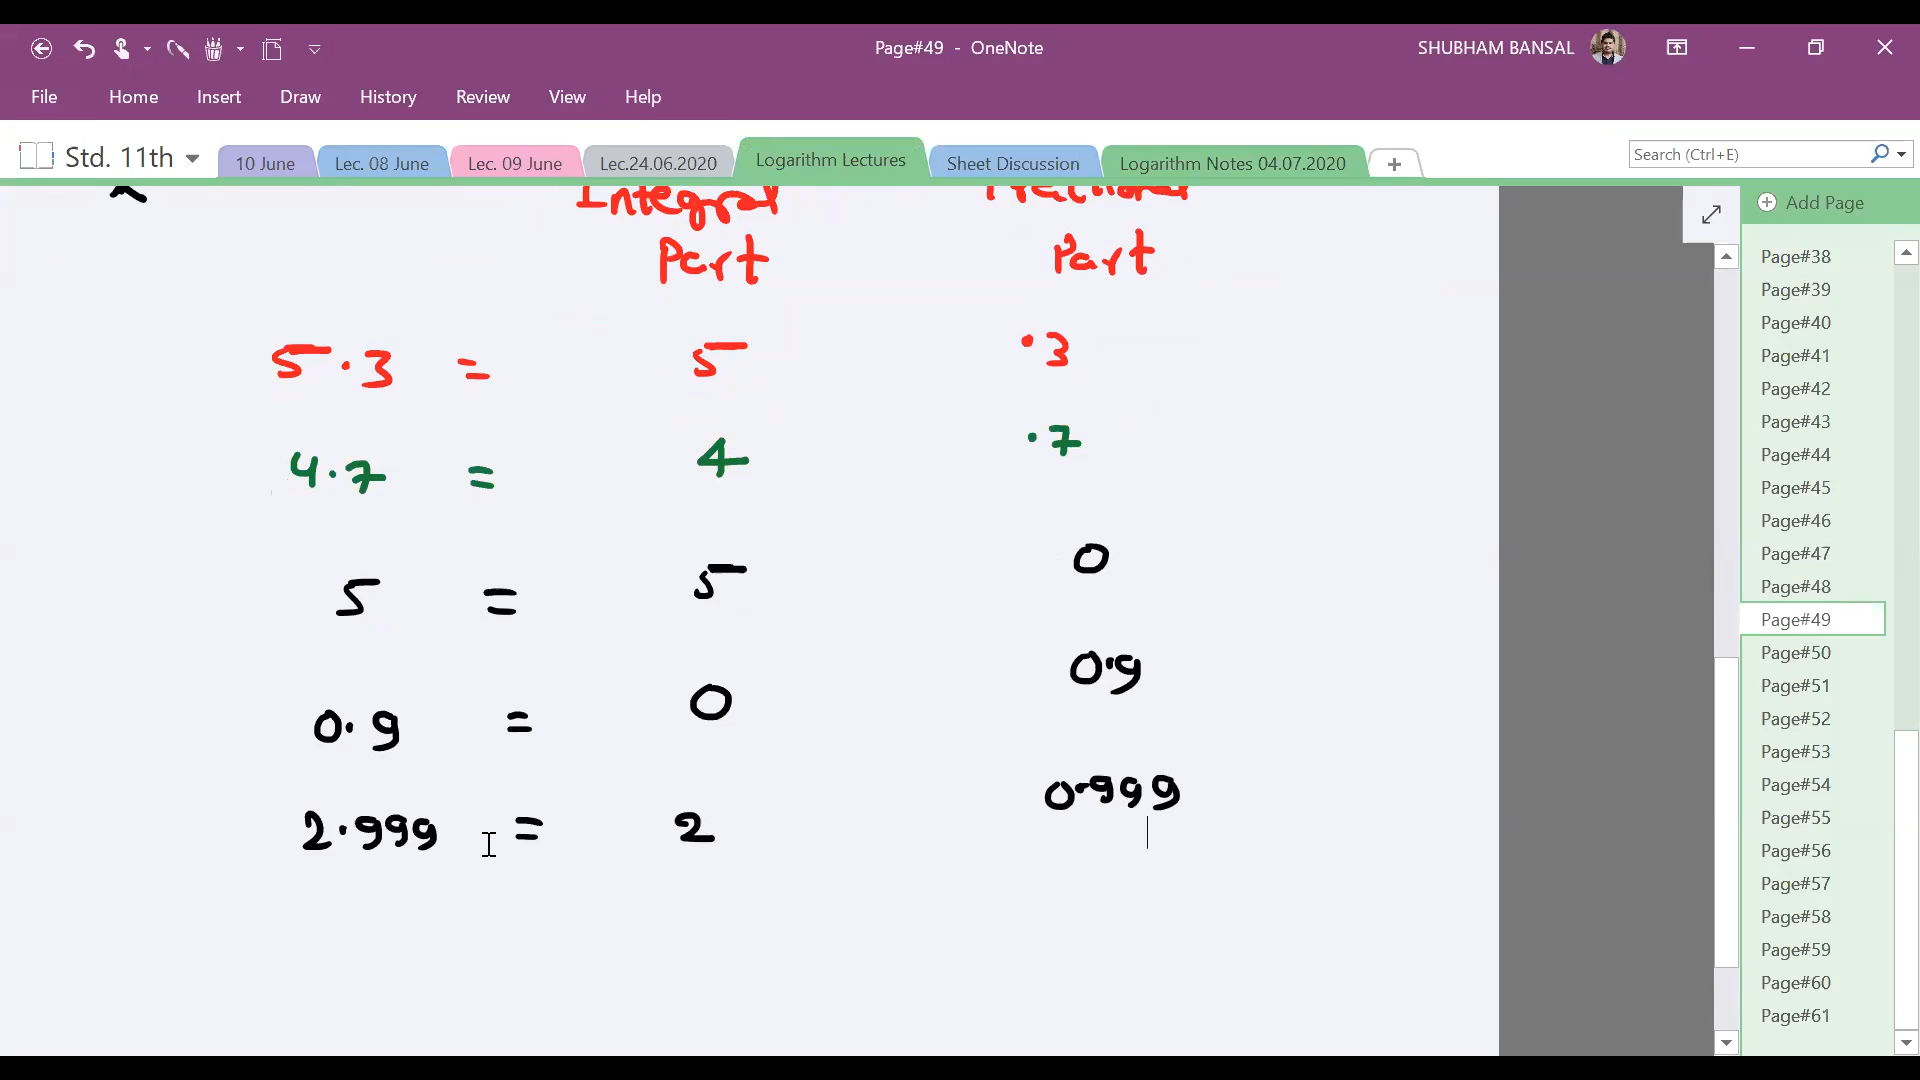 Page#49 - OneNote
SHUBHAM BANSAL
File Home Insert Draw History Review View Help
Std. 11th
10 June Lec. 08 June Lec. 09 June Lec.24.06.2020 Logarithm Lectures Sheet Discussion Logarithm Notes 04.07.2020
Search (Ctrl+E)
Integral Fractional
Part Part
5.3 = 5 .3
4.7 = 4 .7
5 = 5 0
0.9 = 0 0.9
2.999 = 2 0.999
Add Page
Page#38
Page#39
Page#40
Page#41
Page#42
Page#43
Page#44
Page#45
Page#46
Page#47
Page#48
Page#49
Page#50
Page#51
Page#52
Page#53
Page#54
Page#55
Page#56
Page#57
Page#58
Page#59
Page#60
Page#61